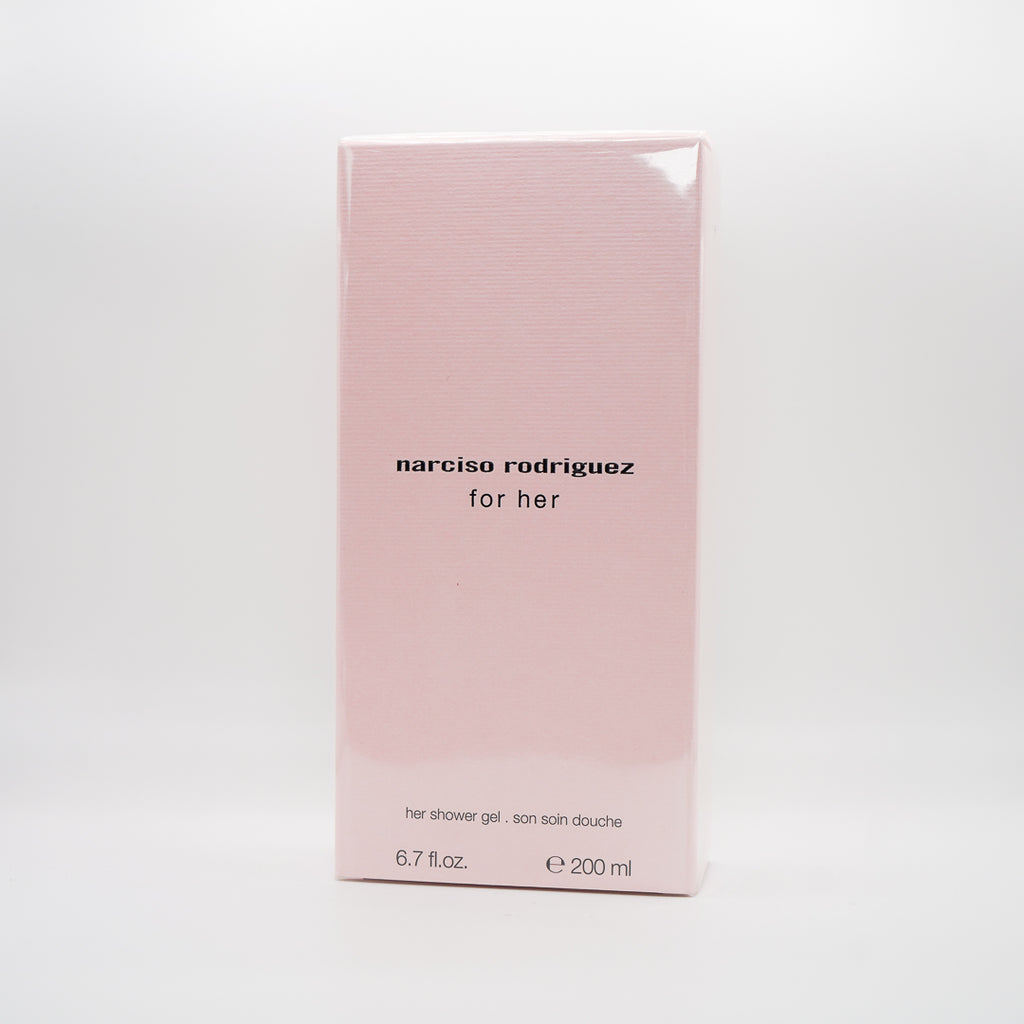 narciso rodriguez
for her
her shower gel . son soin douche
6.7 fl.oz. ℮ 200 ml